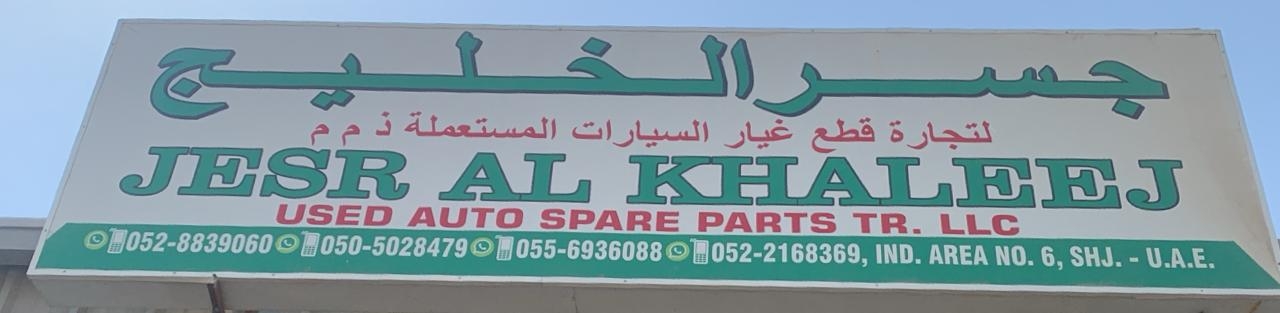 جسر الخليج
لتجارة قطع غيار السيارات المستعملة ذ م م
JESR AL KHALEEJ
USED AUTO SPARE PARTS TR. LLC
052-8839060 050-5028479 055-6936088 052-2168369, IND. AREA NO. 6, SHJ. - U.A.E.